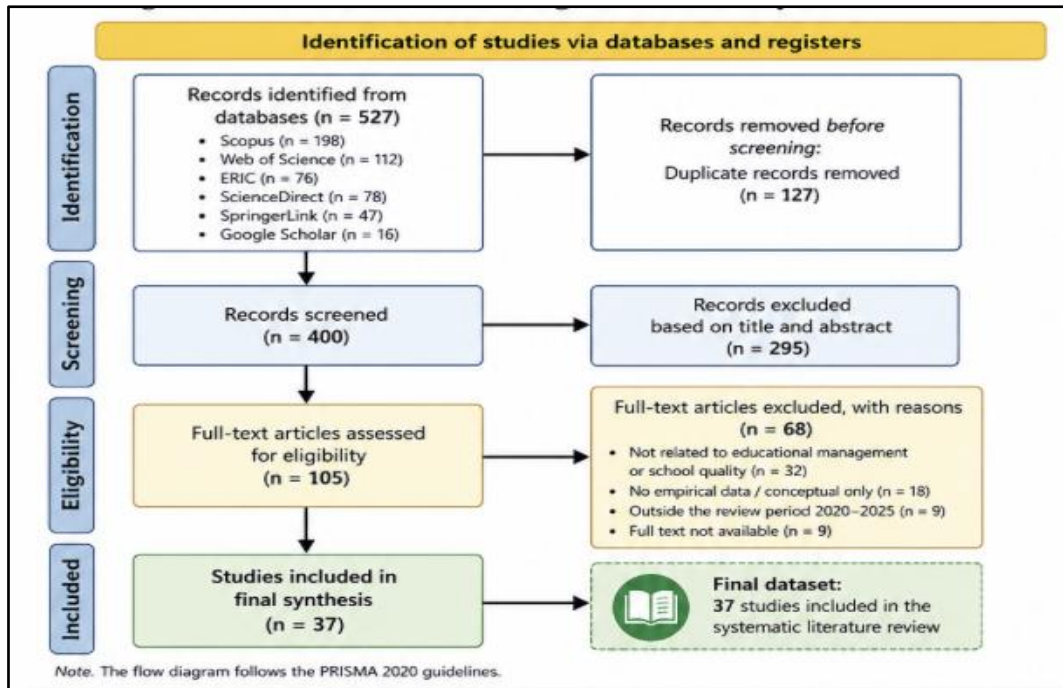 Identification of studies via databases and registers
Identification
Records identified from
databases (n = 527)
• Scopus (n = 198)
• Web of Science (n = 112)
• ERIC (n = 76)
• ScienceDirect (n = 78)
• SpringerLink (n = 47)
• Google Scholar (n = 16)
Records removed before
screening:
Duplicate records removed
(n = 127)
Screening
Records screened
(n = 400)
Records excluded
based on title and abstract
(n = 295)
Eligibility
Full-text articles assessed
for eligibility
(n = 105)
Full-text articles excluded, with reasons
(n = 68)
• Not related to educational management
or school quality (n = 32)
• No empirical data / conceptual only (n = 18)
• Outside the review period 2020–2025 (n = 9)
• Full text not available (n = 9)
Included
Studies included in
final synthesis
(n = 37)
Final dataset:
37 studies included in the
systematic literature review
Note. The flow diagram follows the PRISMA 2020 guidelines.